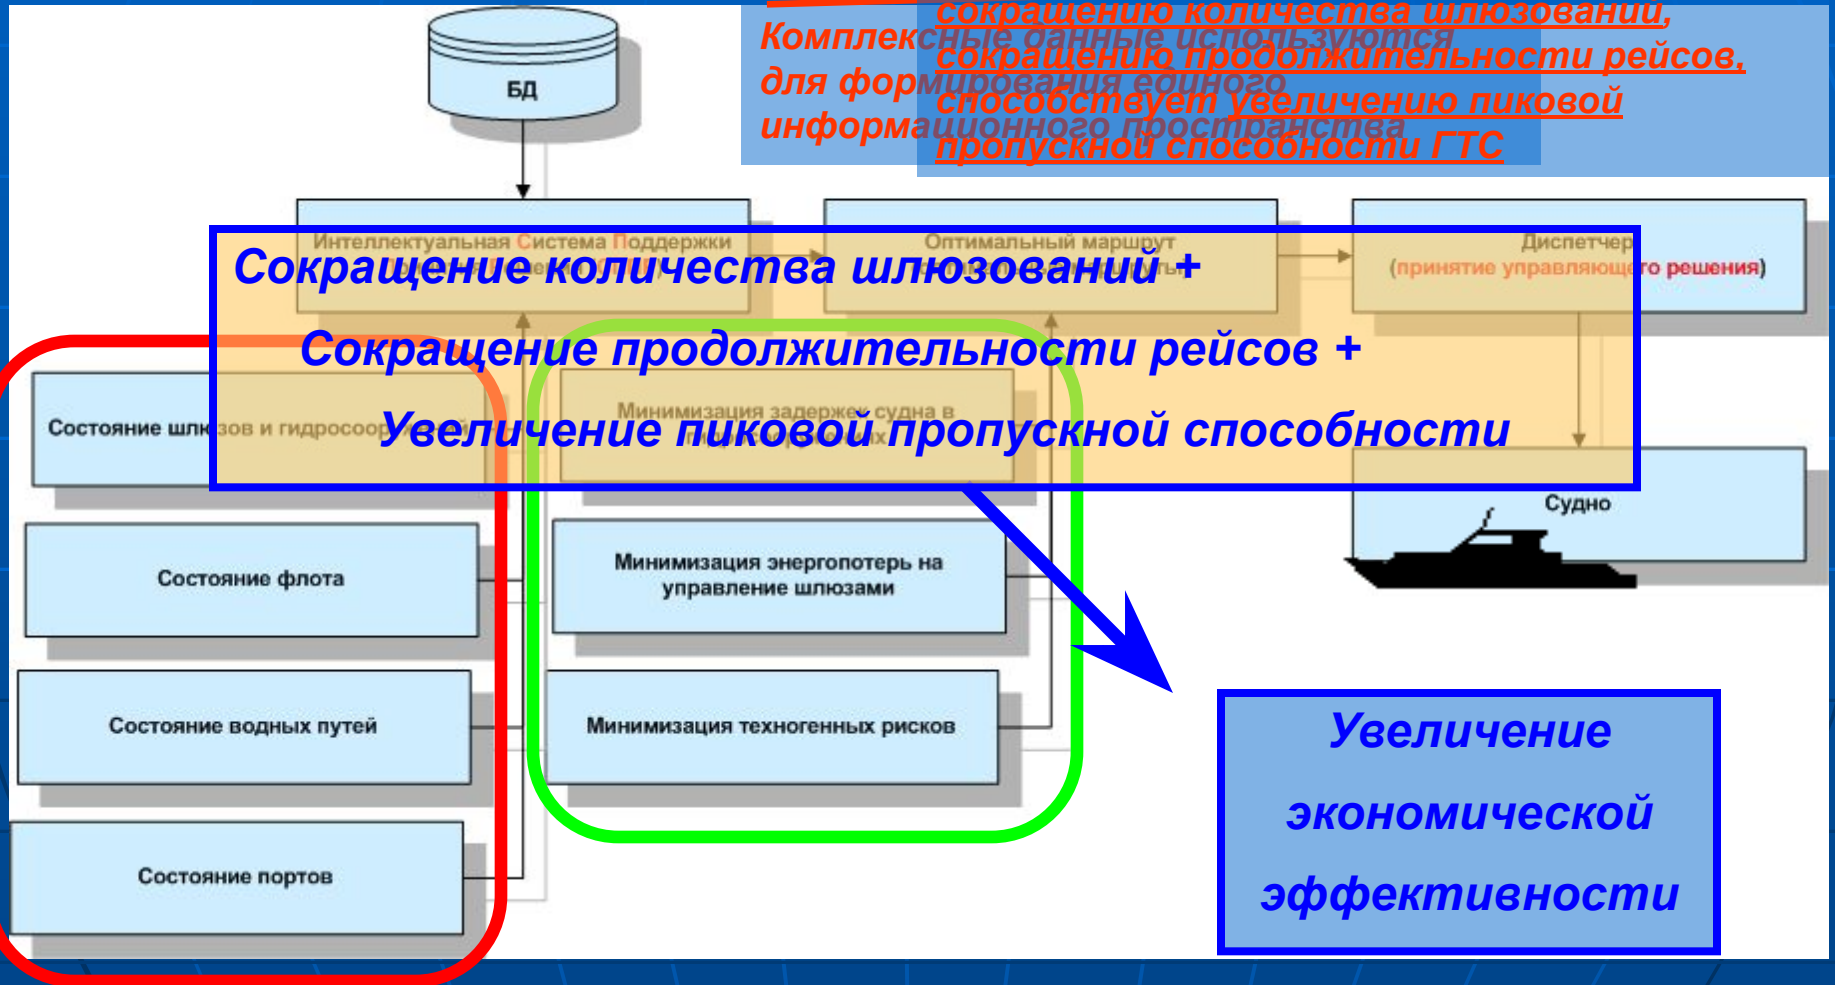 сокращению количества шлюзований,
Комплексные данные используются
сокращению продолжительности рейсов,
для формирования единого
способствует увеличению пиковой
информационного пространства
пропускной способности ГТС
БД
Интеллектуальная Система Поддержки
Оптимальный маршрут
Диспетчер
(принятие управляющего решения)
Сокращение количества шлюзований +
Сокращение продолжительности рейсов +
Увеличение пиковой пропускной способности
Состояние шлюзов и гидросооружений
Минимизация задержек судна в
гидросооружениях
Судно
Состояние флота
Минимизация энергопотерь на
управление шлюзами
Состояние водных путей
Минимизация техногенных рисков
Состояние портов
Увеличение
экономической
эффективности